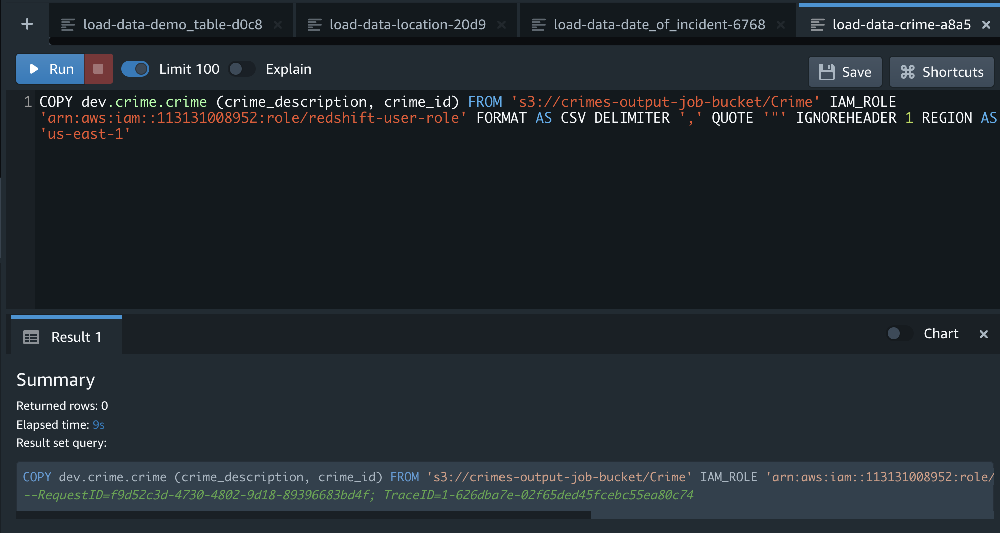 + load-data-demo_table-d0c8 × load-data-location-20d9 × load-data-date_of_incident-6768 × load-data-crime-a8a5 ×
Run Limit 100 Explain Save ⌘ Shortcuts
1 COPY dev.crime.crime (crime_description, crime_id) FROM 's3://crimes-output-job-bucket/Crime' IAM_ROLE
'arn:aws:iam::113131008952:role/redshift-user-role' FORMAT AS CSV DELIMITER ',' QUOTE '"' IGNOREHEADER 1 REGION AS
'us-east-1'
Result 1 Chart ×
Summary
Returned rows: 0
Elapsed time: 9s
Result set query:
COPY dev.crime.crime (crime_description, crime_id) FROM 's3://crimes-output-job-bucket/Crime' IAM_ROLE 'arn:aws:iam::113131008952:role/
--RequestID=f9d52c3d-4730-4802-9d18-89396683bd4f; TraceID=1-626dba7e-02f65ded45fcebc55ea80c74